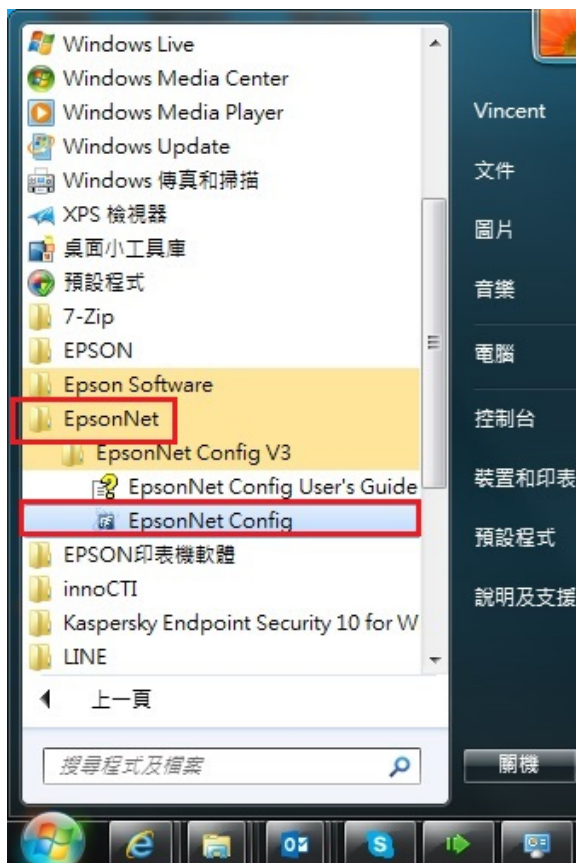 Windows Live
Windows Media Center
Windows Media Player
Windows Update
Windows 傳真和掃描
XPS 檢視器
桌面小工具庫
預設程式
7-Zip
EPSON
Epson Software
EpsonNet
EpsonNet Config V3
EpsonNet Config User's Guide
EpsonNet Config
EPSON印表機軟體
innoCTI
Kaspersky Endpoint Security 10 for W
LINE
上一頁
搜尋程式及檔案
Vincent
文件
圖片
音樂
電腦
控制台
裝置和印表
預設程式
說明及支援
關機